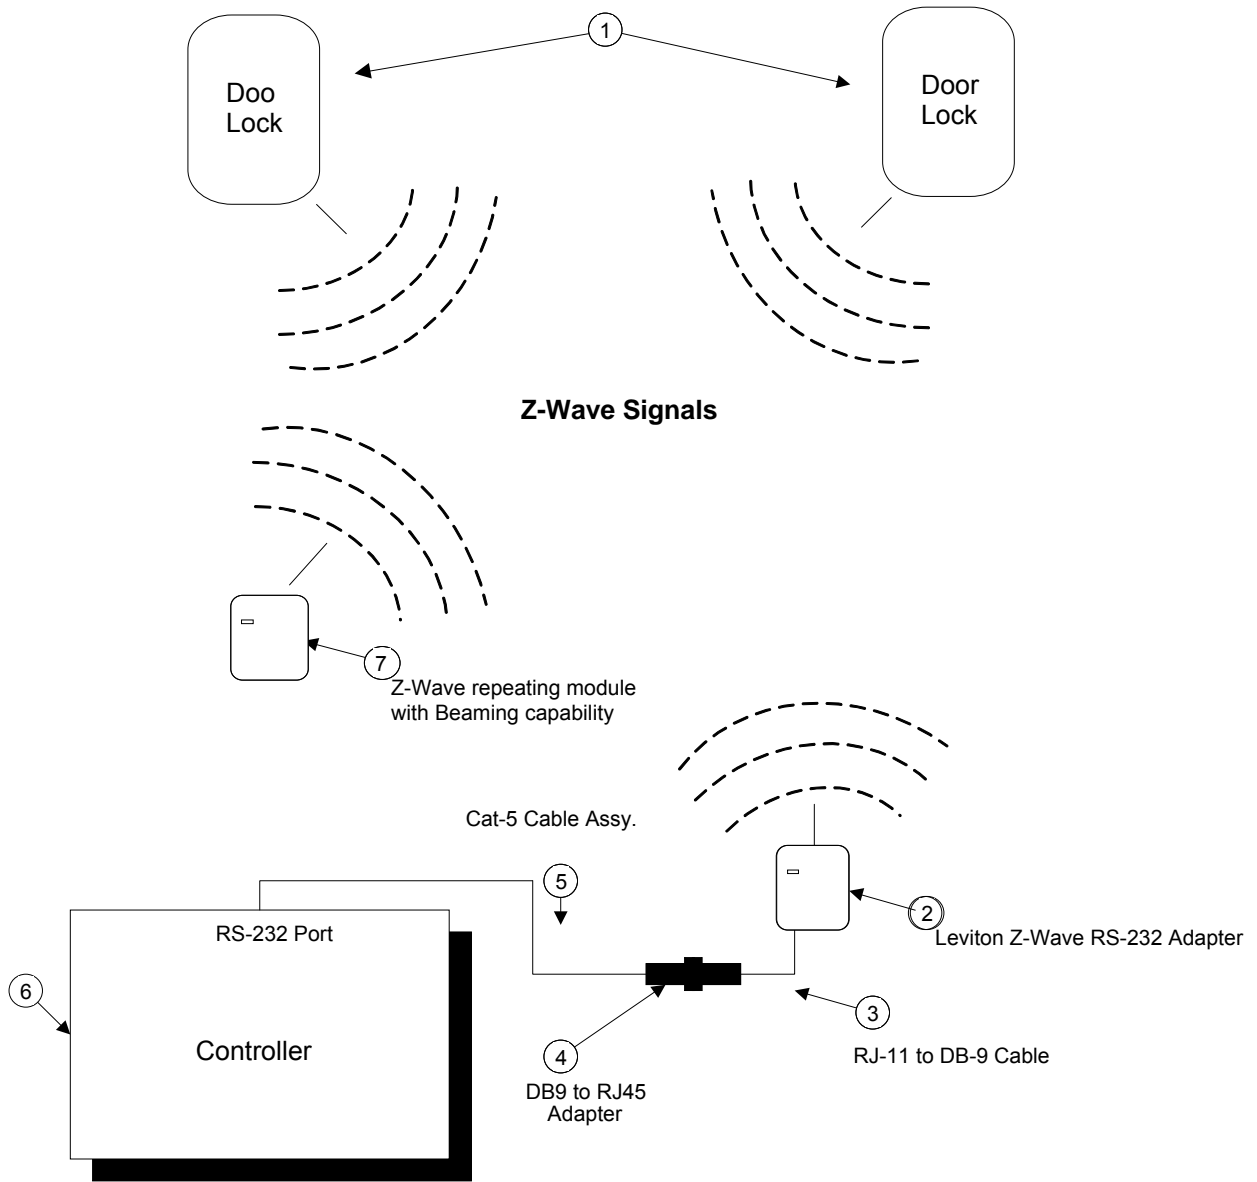 1
Doo
Lock
Door
Lock
Z-Wave Signals
7
Z-Wave repeating module
with Beaming capability
Cat-5 Cable Assy.
5
2
RS-232 Port
Leviton Z-Wave RS-232 Adapter
6
3
Controller
4
RJ-11 to DB-9 Cable
DB9 to RJ45
Adapter